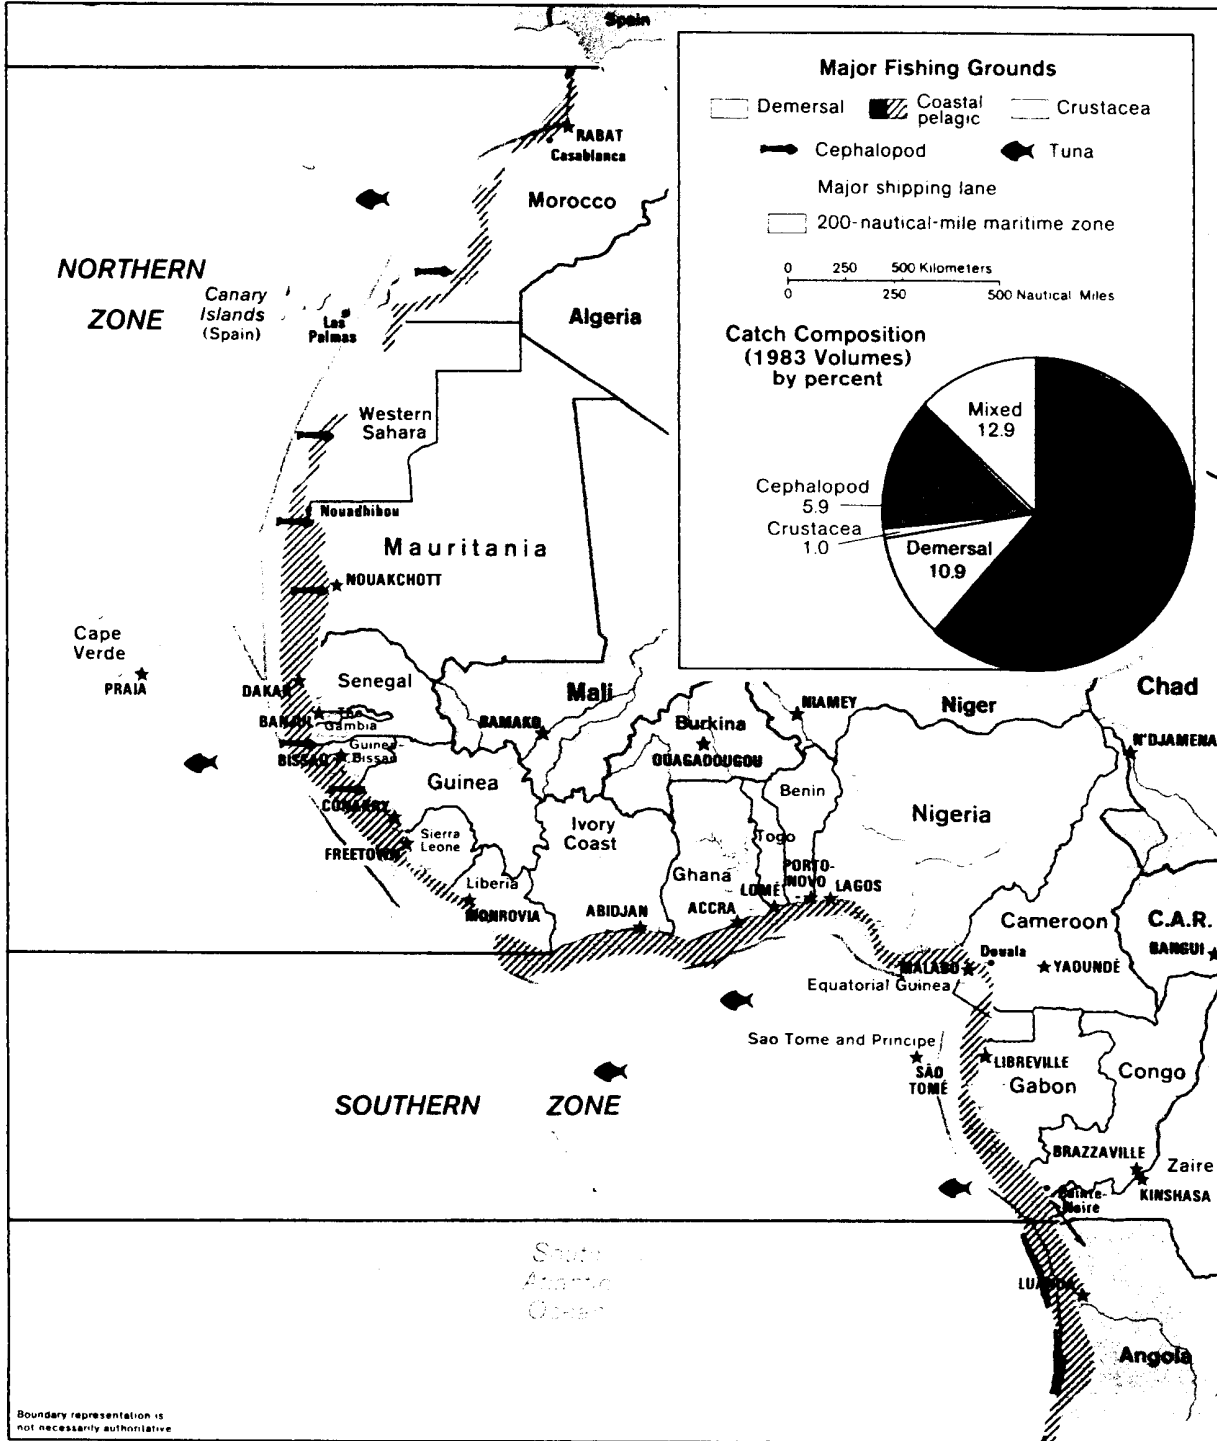 Spain
Major Fishing Grounds
Demersal
Coastal
pelagic
Crustacea
Cephalopod
Tuna
Major shipping lane
200-nautical-mile maritime zone
0 250 500 Kilometers
0 250 500 Nautical Miles
Catch Composition
(1983 Volumes)
by percent
Mixed
12.9
Cephalopod
5.9
Crustacea
1.0
Demersal
10.9
RABAT
Casablanca
Morocco
NORTHERN
ZONE
Canary
Islands
(Spain)
Las
Palmas
Algeria
Western
Sahara
Nouadhibou
Mauritania
NOUAKCHOTT
Cape
Verde
PRAIA
DAKAR
Senegal
BANJUL
The
Gambia
BISSAU
Guinea-
Bissau
Mali
BAMAKO
Burkina
OUAGADOUGOU
NIAMEY
Niger
Chad
N'DJAMENA
Guinea
CONAKRY
Sierra
Leone
FREETOWN
Liberia
MONROVIA
Ivory
Coast
ABIDJAN
Ghana
ACCRA
Togo
LOMÉ
Benin
PORTO-
NOVO
LAGOS
Nigeria
Cameroon
Douala
YAOUNDÉ
C.A.R.
BANGUI
MALABO
Equatorial Guinea
Sao Tome and Principe
SÃO
TOMÉ
LIBREVILLE
Gabon
Congo
SOUTHERN ZONE
BRAZZAVILLE
Zaire
KINSHASA
Pointe-
Noire
South
Atlantic
Ocean
LUANDA
Angola
Boundary representation is
not necessarily authoritative